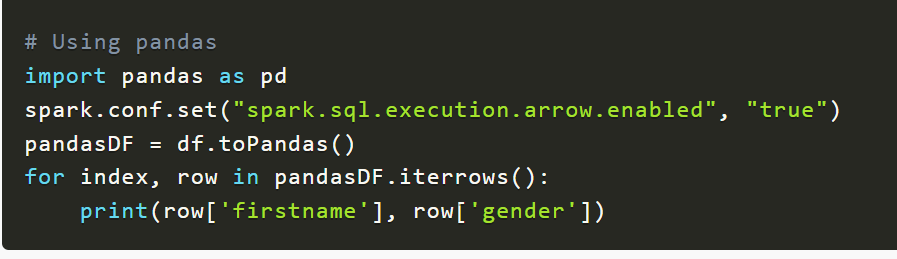 # Using pandas
import pandas as pd
spark.conf.set("spark.sql.execution.arrow.enabled", "true")
pandasDF = df.toPandas()
for index, row in pandasDF.iterrows():
    print(row['firstname'], row['gender'])